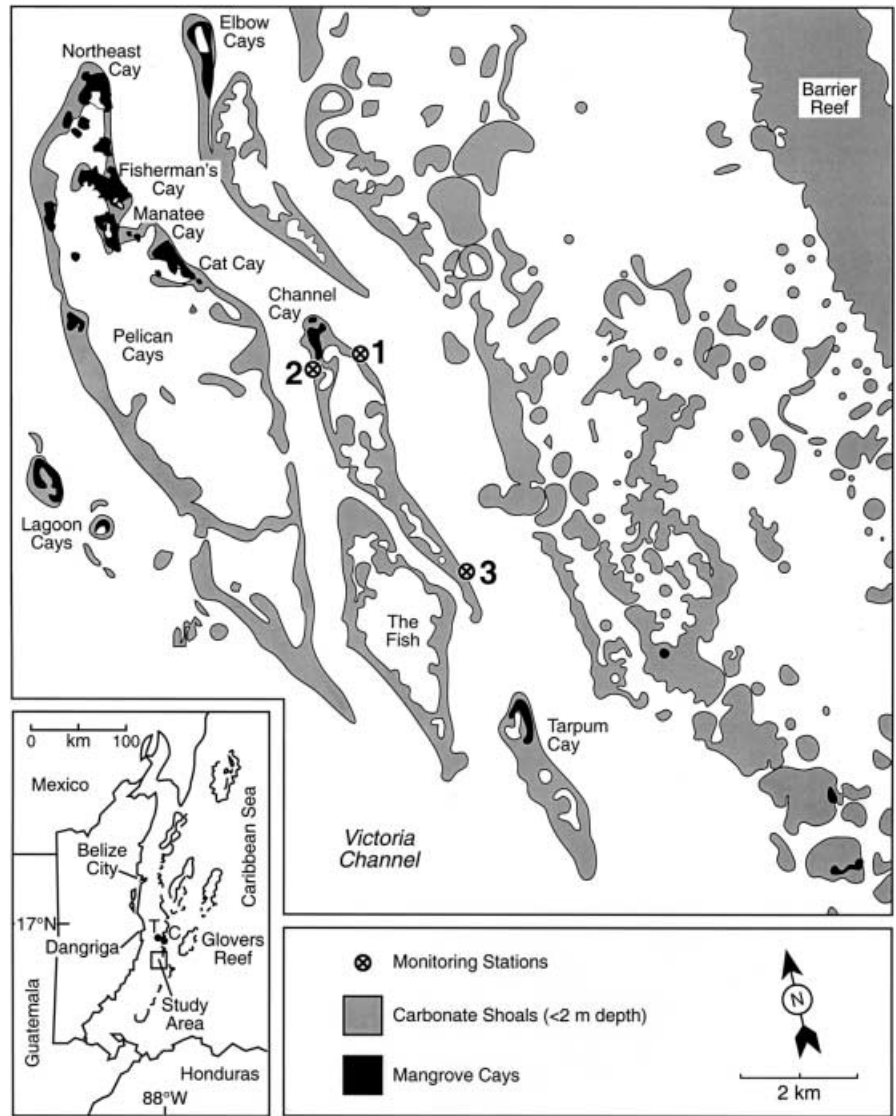 Elbow
Cays
Northeast
Cay
Barrier
Reef
Fisherman's
Cay
Manatee
Cay
Cat Cay
Channel
Cay
1
2
Pelican
Cays
Lagoon
Cays
3
The
Fish
Tarpum
Cay
Victoria
Channel
0 km 100
Mexico
Caribbean Sea
Belize
City
17°N
T
C
Dangriga
Glovers
Reef
Study
Area
Guatemala
Honduras
88°W
Monitoring Stations
Carbonate Shoals (<2 m depth)
Mangrove Cays
N
2 km